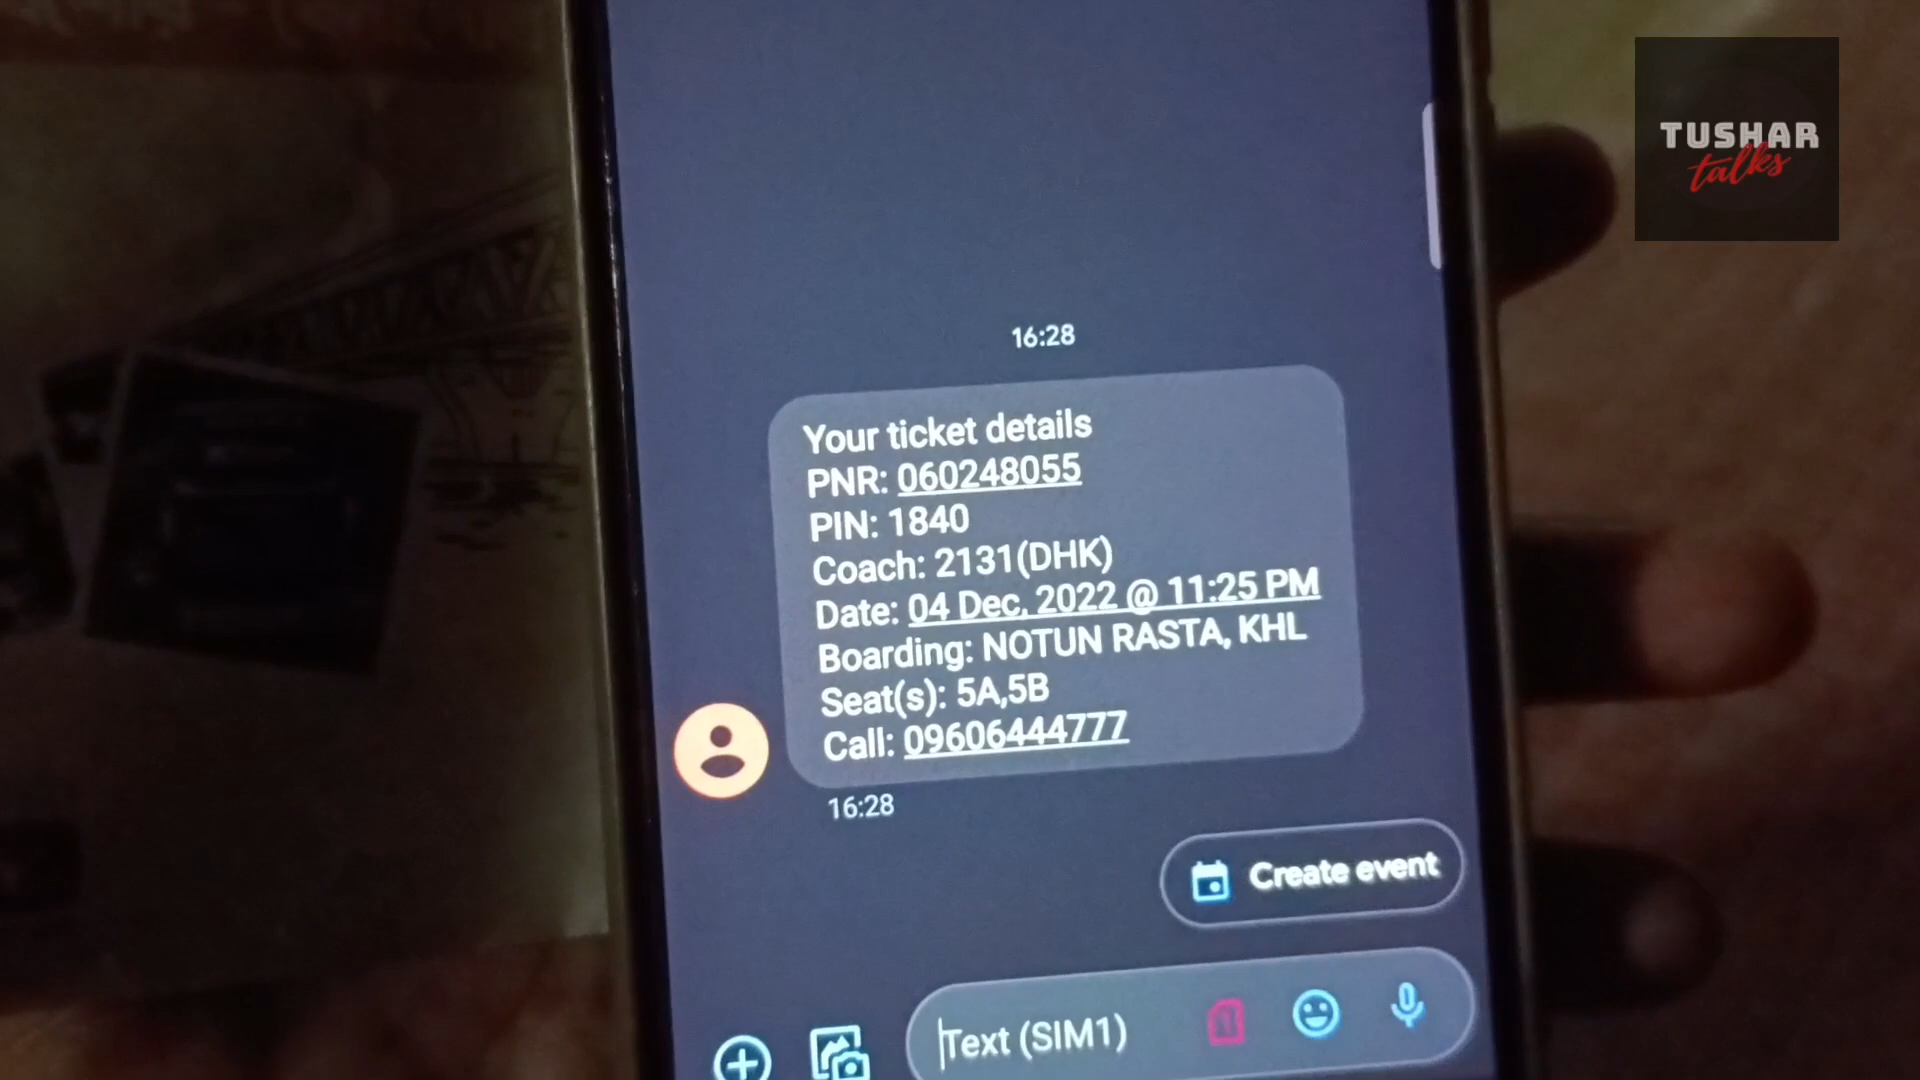 TUSHAR
talks
16:28
Your ticket details
PNR: 060248055
PIN: 1840
Coach: 2131(DHK)
Date: 04 Dec, 2022 @ 11:25 PM
Boarding: NOTUN RASTA, KHL
Seat(s): 5A,5B
Call: 09606444777
16:28
Create event
Text (SIM1)
1